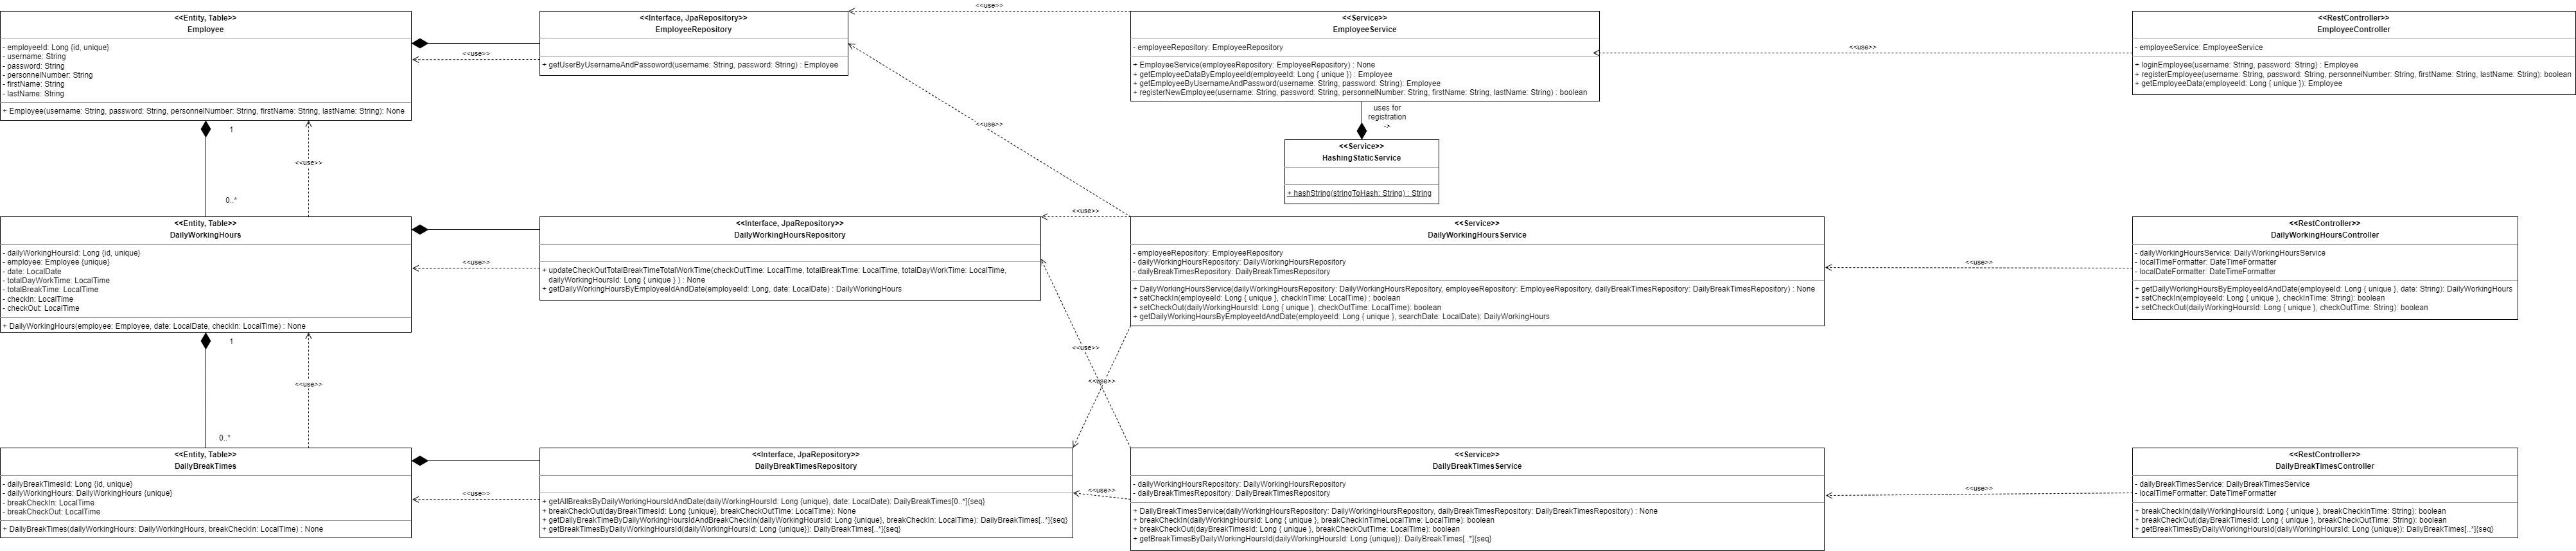 <<Entity, Table>>
Employee
- employeeId: Long {id, unique}
- username: String
- password: String
- personnelNumber: String
- firstName: String
- lastName: String
+ Employee(username: String, password: String, personnelNumber: String, firstName: String, lastName: String): None
<<use>>
<<Interface, JpaRepository>>
EmployeeRepository
+ getUserByUsernameAndPassoword(username: String, password: String) : Employee
<<use>>
<<Service>>
EmployeeService
- employeeRepository: EmployeeRepository
+ EmployeeService(employeeRepository: EmployeeRepository) : None
+ getEmployeeDataByEmployeeId(employeeId: Long { unique }) : Employee
+ getEmployeeByUsernameAndPassword(username: String, password: String): Employee
+ registerNewEmployee(username: String, password: String, personnelNumber: String, firstName: String, lastName: String) : boolean
<<use>>
<<RestController>>
EmployeeController
- employeeService: EmployeeService
+ loginEmployee(username: String, password: String) : Employee
+ registerEmployee(username: String, password: String, personnelNumber: String, firstName: String, lastName: String): boolean
+ getEmployeeData(employeeId: Long { unique }): Employee
1
<<use>>
0..*
<<use>>
uses for
registration
->
<<Service>>
HashingStaticService
+ hashString(stringToHash: String) : String
<<Entity, Table>>
DailyWorkingHours
- dailyWorkingHoursId: Long {id, unique}
- employee: Employee {unique}
- date: LocalDate
- totalDayWorkTime: LocalTime
- totalBreakTime: LocalTime
- checkIn: LocalTime
- checkOut: LocalTime
+ DailyWorkingHours(employee: Employee, date: LocalDate, checkIn: LocalTime) : None
<<use>>
<<Interface, JpaRepository>>
DailyWorkingHoursRepository
+ updateCheckOutTotalBreakTimeTotalWorkTime(checkOutTime: LocalTime, totalBreakTime: LocalTime, totalDayWorkTime: LocalTime,
dailyWorkingHoursId: Long { unique } ) : None
+ getDailyWorkingHoursByEmployeeIdAndDate(employeeId: Long, date: LocalDate) : DailyWorkingHours
<<use>>
<<Service>>
DailyWorkingHoursService
- employeeRepository: EmployeeRepository
- dailyWorkingHoursRepository: DailyWorkingHoursRepository
- dailyBreakTimesRepository: DailyBreakTimesRepository
+ DailyWorkingHoursService(dailyWorkingHoursRepository: DailyWorkingHoursRepository, employeeRepository: EmployeeRepository, dailyBreakTimesRepository: DailyBreakTimesRepository) : None
+ setCheckIn(employeeId: Long { unique }, checkInTime: LocalTime) : boolean
+ setCheckOut(dailyWorkingHoursId: Long { unique }, checkOutTime: LocalTime): boolean
+ getDailyWorkingHoursByEmployeeIdAndDate(employeeId: Long { unique }, searchDate: LocalDate): DailyWorkingHours
<<use>>
<<RestController>>
DailyWorkingHoursController
- dailyWorkingHoursService: DailyWorkingHoursService
- localTimeFormatter: DateTimeFormatter
- localDateFormatter: DateTimeFormatter
+ getDailyWorkingHoursByEmployeeIdAndDate(employeeId: Long { unique }, date: String): DailyWorkingHours
+ setCheckIn(employeeId: Long { unique }, checkInTime: String): boolean
+ setCheckOut(dailyWorkingHoursId: Long { unique }, checkOutTime: String): boolean
1
<<use>>
0..*
<<use>>
<<use>>
<<Entity, Table>>
DailyBreakTimes
- dailyBreakTimesId: Long {id, unique}
- dailyWorkingHours: DailyWorkingHours {unique}
- breakCheckIn: LocalTime
- breakCheckOut: LocalTime
+ DailyBreakTimes(dailyWorkingHours: DailyWorkingHours, breakCheckIn: LocalTime) : None
<<use>>
<<Interface, JpaRepository>>
DailyBreakTimesRepository
+ getAllBreaksByDailyWorkingHoursIdAndDate(dailyWorkingHoursId: Long {unique}, date: LocalDate): DailyBreakTimes[0..*]{seq}
+ breakCheckOut(dayBreakTimesId: Long {unique}, breakCheckOutTime: LocalTime): None
+ getDailyBreakTimeByDailyWorkingHoursIdAndBreakCheckIn(dailyWorkingHoursId: Long {unique}, breakCheckIn: LocalTime): DailyBreakTimes[..*]{seq}
+ getBreakTimesByDailyWorkingHoursId(dailyWorkingHoursId: Long {unique}): DailyBreakTimes[..*]{seq}
<<use>>
<<Service>>
DailyBreakTimesService
- dailyWorkingHoursRepository: DailyWorkingHoursRepository
- dailyBreakTimesRepository: DailyBreakTimesRepository
+ DailyBreakTimesService(dailyWorkingHoursRepository: DailyWorkingHoursRepository, dailyBreakTimesRepository: DailyBreakTimesRepository) : None
+ breakCheckIn(dailyWorkingHoursId: Long { unique }, breakCheckInTimeLocalTime: LocalTime): boolean
+ breakCheckOut(dayBreakTimesId: Long { unique }, breakCheckOutTime: LocalTime): boolean
+ getBreakTimesByDailyWorkingHoursId(dailyWorkingHoursId: Long {unique}): DailyBreakTimes[..*]{seq}
<<use>>
<<RestController>>
DailyBreakTimesController
- dailyBreakTimesService: DailyBreakTimesService
- localTimeFormatter: DateTimeFormatter
+ breakCheckIn(dailyWorkingHoursId: Long { unique }, breakCheckInTime: String): boolean
+ breakCheckOut(dayBreakTimesId: Long { unique }, breakCheckOutTime: String): boolean
+ getBreakTimesByDailyWorkingHoursId(dailyWorkingHoursId: Long {unique}): DailyBreakTimes[..*]{seq}